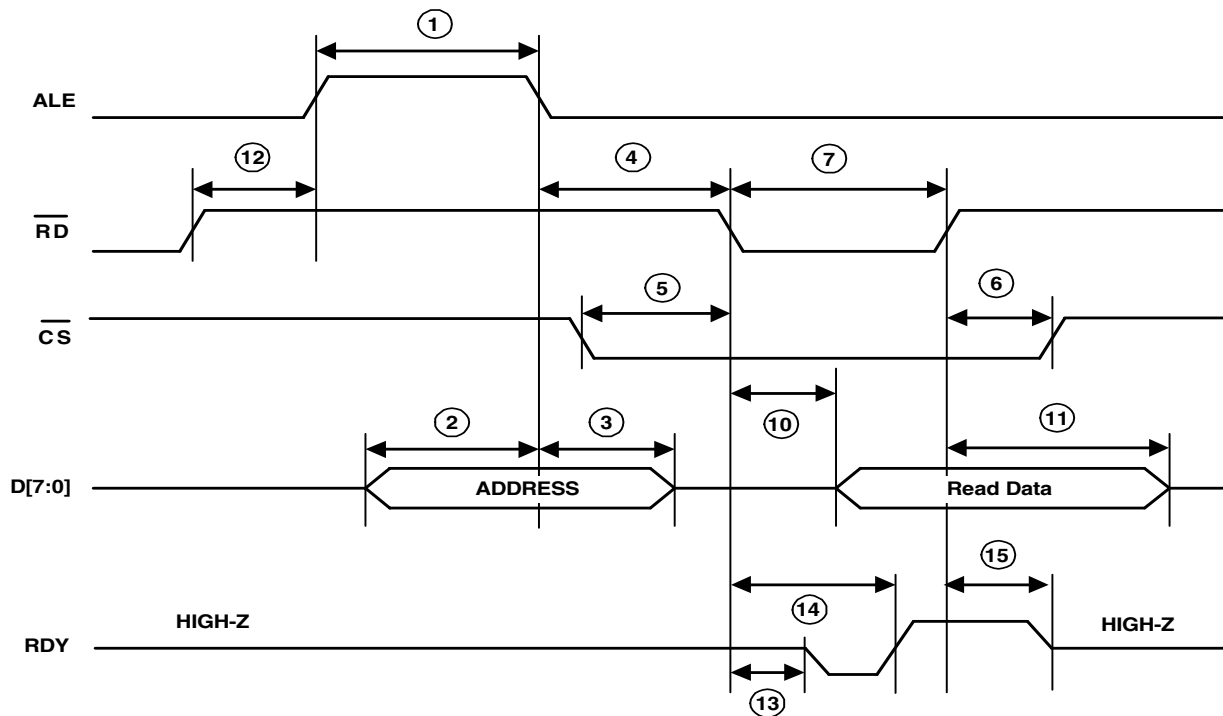 1
ALE
12
4
7
RD
5
6
CS
2
3
10
11
D[7:0]
ADDRESS
Read Data
15
14
HIGH-Z
HIGH-Z
RDY
13